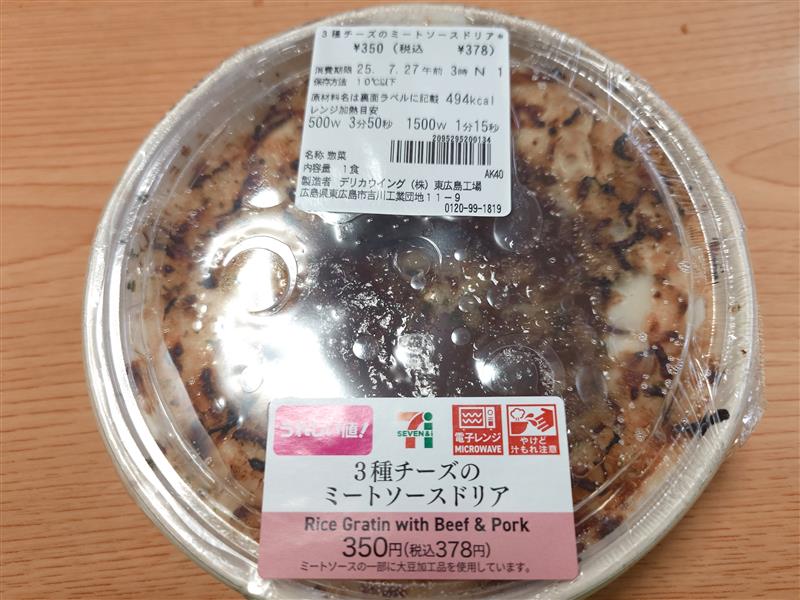 3種チーズのミートソースドリア*
¥350(税込 ¥378)
消費期限 25. 7.27午前 3時 N 1
保存方法 10℃以下
原材料名は裏面ラベルに記載 494kcal
レンジ加熱目安
500W 3分50秒 1500W 1分15秒
2095295200134
名称 惣菜
内容量 1食
AK40
製造者 デリカウイング(株)東広島工場
広島県東広島市吉川工業団地11-9
0120-99-1819
うれしい値!
7i
SEVEN&i
電子レンジ
MICROWAVE
やけど
汁もれ注意
3種チーズの
ミートソースドリア
Rice Gratin with Beef & Pork
350円(税込378円)
ミートソースの一部に大豆加工品を使用しています。